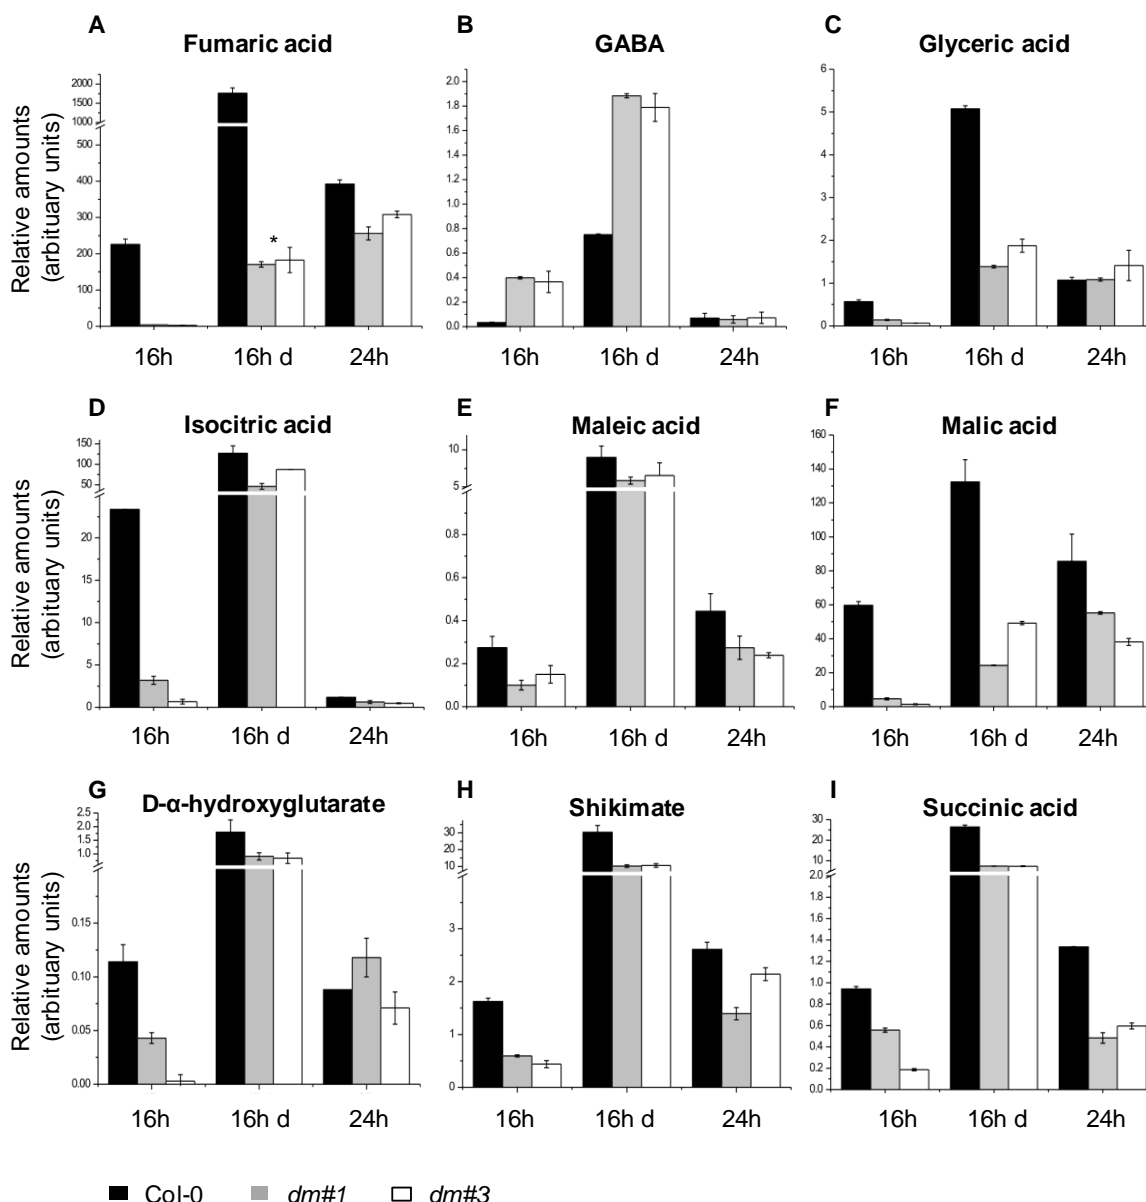 A
Fumaric acid
B
GABA
C
Glyceric acid
Relative amounts
(arbituary units)
2000
1500
1000
500
400
300
200
100
0
*
16h
16h d
24h
2.0
1.8
1.6
1.4
1.2
1.0
0.8
0.6
0.4
0.2
0.0
16h
16h d
24h
6
5
4
3
2
1
0
16h
16h d
24h
D
Isocitric acid
E
Maleic acid
F
Malic acid
Relative amounts
(arbituary units)
150
100
50
20
15
10
5
0
16h
16h d
24h
10
5
1.0
0.8
0.6
0.4
0.2
0.0
16h
16h d
24h
160
140
120
100
80
60
40
20
0
16h
16h d
24h
G
D-α-hydroxyglutarate
H
Shikimate
I
Succinic acid
Relative amounts
(arbituary units)
2.5
2.0
1.5
1.0
0.15
0.10
0.05
0.00
16h
16h d
24h
30
20
10
3
2
1
0
16h
16h d
24h
30
20
10
2.0
1.8
1.6
1.4
1.2
1.0
0.8
0.6
0.4
0.2
0.0
16h
16h d
24h
Col-0
dm#1
dm#3